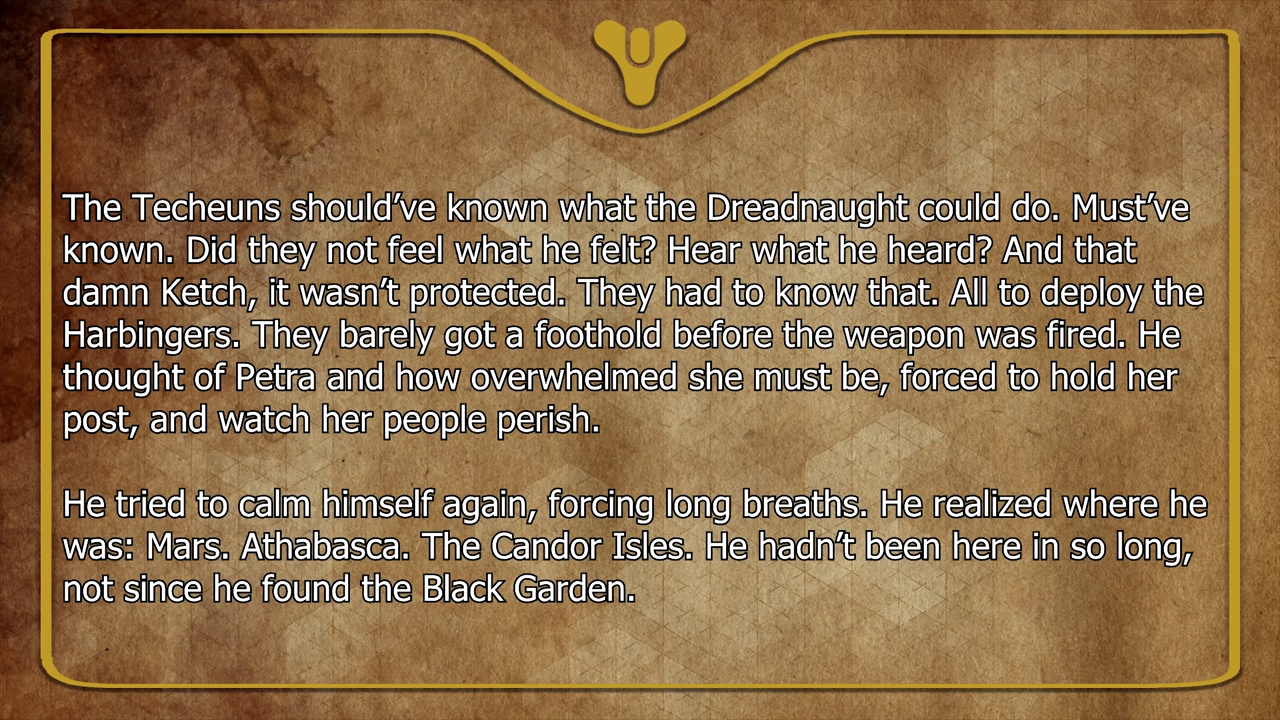 The Techeuns should’ve known what the Dreadnaught could do. Must’ve
known. Did they not feel what he felt? Hear what he heard? And that
damn Ketch, it wasn’t protected. They had to know that. All to deploy the
Harbingers. They barely got a foothold before the weapon was fired. He
thought of Petra and how overwhelmed she must be, forced to hold her
post, and watch her people perish.
He tried to calm himself again, forcing long breaths. He realized where he
was: Mars. Athabasca. The Candor Isles. He hadn’t been here in so long,
not since he found the Black Garden.